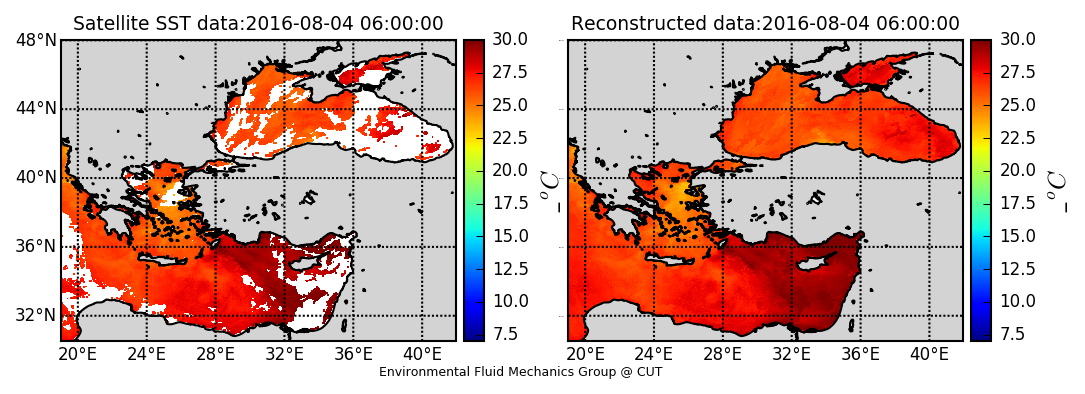 Satellite SST data:2016-08-04 06:00:00
48°N
44°N
40°N
36°N
32°N
20°E 24°E 28°E 32°E 36°E 40°E
30.0
27.5
25.0
22.5
20.0
17.5
15.0
12.5
10.0
7.5
_ °C
Reconstructed data:2016-08-04 06:00:00
20°E 24°E 28°E 32°E 36°E 40°E
30.0
27.5
25.0
22.5
20.0
17.5
15.0
12.5
10.0
7.5
_ °C
Environmental Fluid Mechanics Group @ CUT